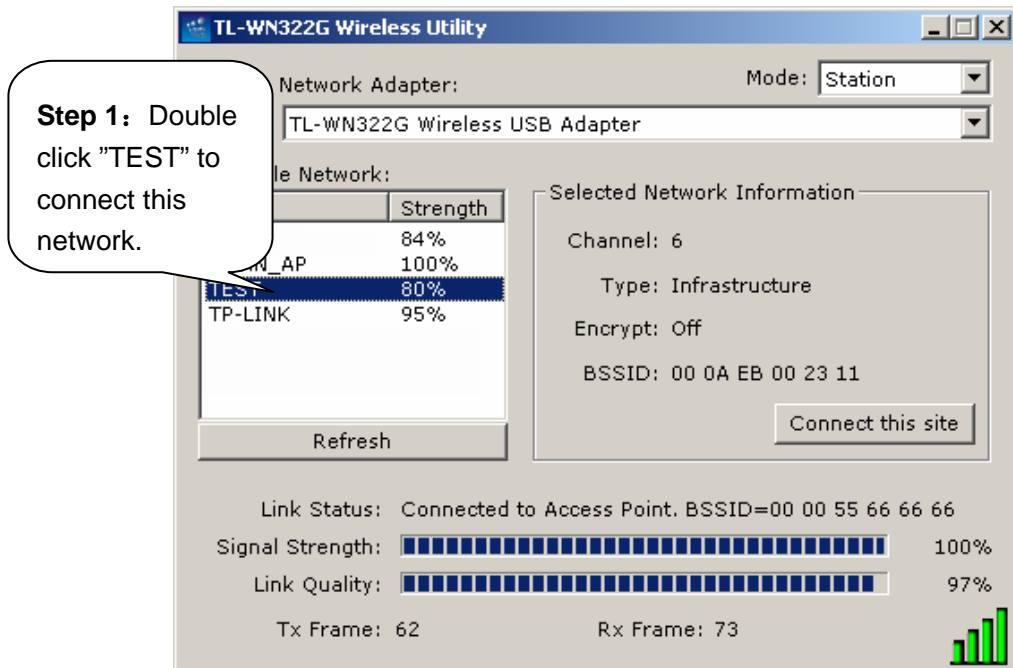 TL-WN322G Wireless Utility
Step 1：Double
click ”TEST” to
connect this
network.
Network Adapter:
Mode: Station
TL-WN322G Wireless USB Adapter
Network:
Strength
84%
AP 100%
TEST 80%
TP-LINK 95%
Refresh
Selected Network Information
Channel: 6
Type: Infrastructure
Encrypt: Off
BSSID: 00 0A EB 00 23 11
Connect this site
Link Status: Connected to Access Point. BSSID=00 00 55 66 66 66
Signal Strength: 100%
Link Quality: 97%
Tx Frame: 62 Rx Frame: 73